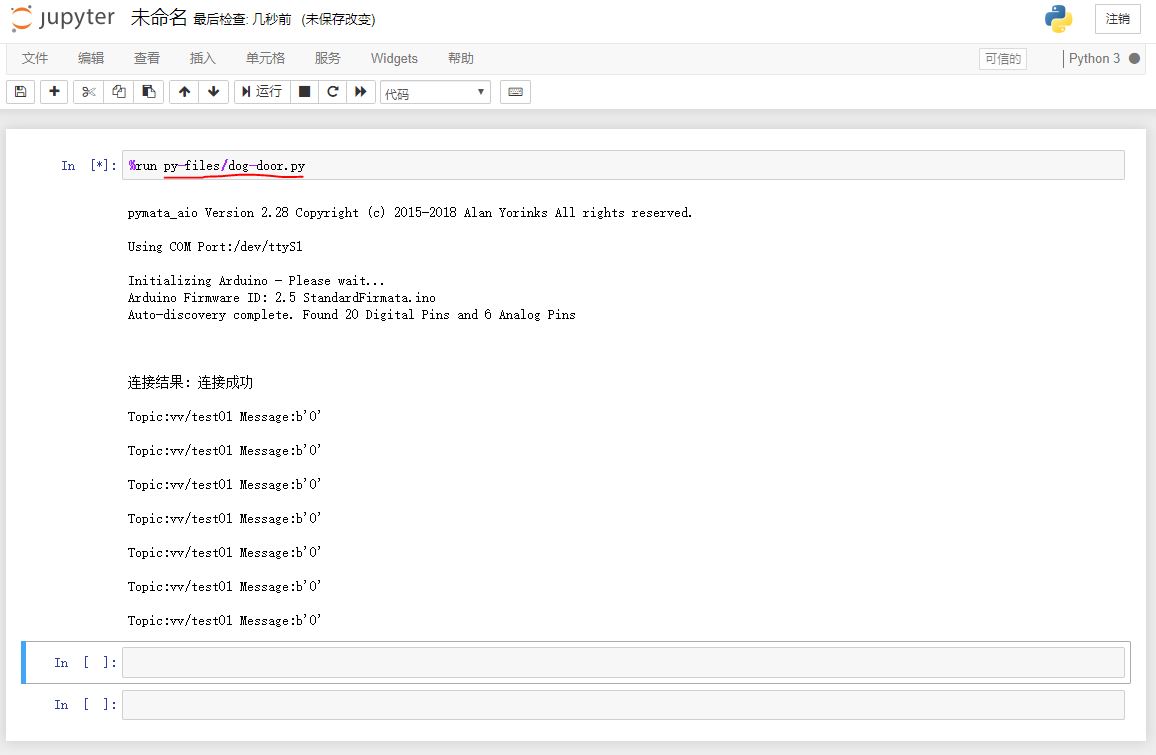 jupyter 未命名 最后检查: 几秒前 (未保存改变) 注销
文件 编辑 查看 插入 单元格 服务 Widgets 帮助 可信的 Python 3
运行 代码
In [*]: %run py-files/dog-door.py
pymata_aio Version 2.28 Copyright (c) 2015-2018 Alan Yorinks All rights reserved.
Using COM Port:/dev/ttyS1
Initializing Arduino - Please wait...
Arduino Firmware ID: 2.5 StandardFirmata.ino
Auto-discovery complete. Found 20 Digital Pins and 6 Analog Pins
连接结果: 连接成功
Topic:vv/test01 Message:b'0'
Topic:vv/test01 Message:b'0'
Topic:vv/test01 Message:b'0'
Topic:vv/test01 Message:b'0'
Topic:vv/test01 Message:b'0'
Topic:vv/test01 Message:b'0'
Topic:vv/test01 Message:b'0'
In [ ]:
In [ ]: